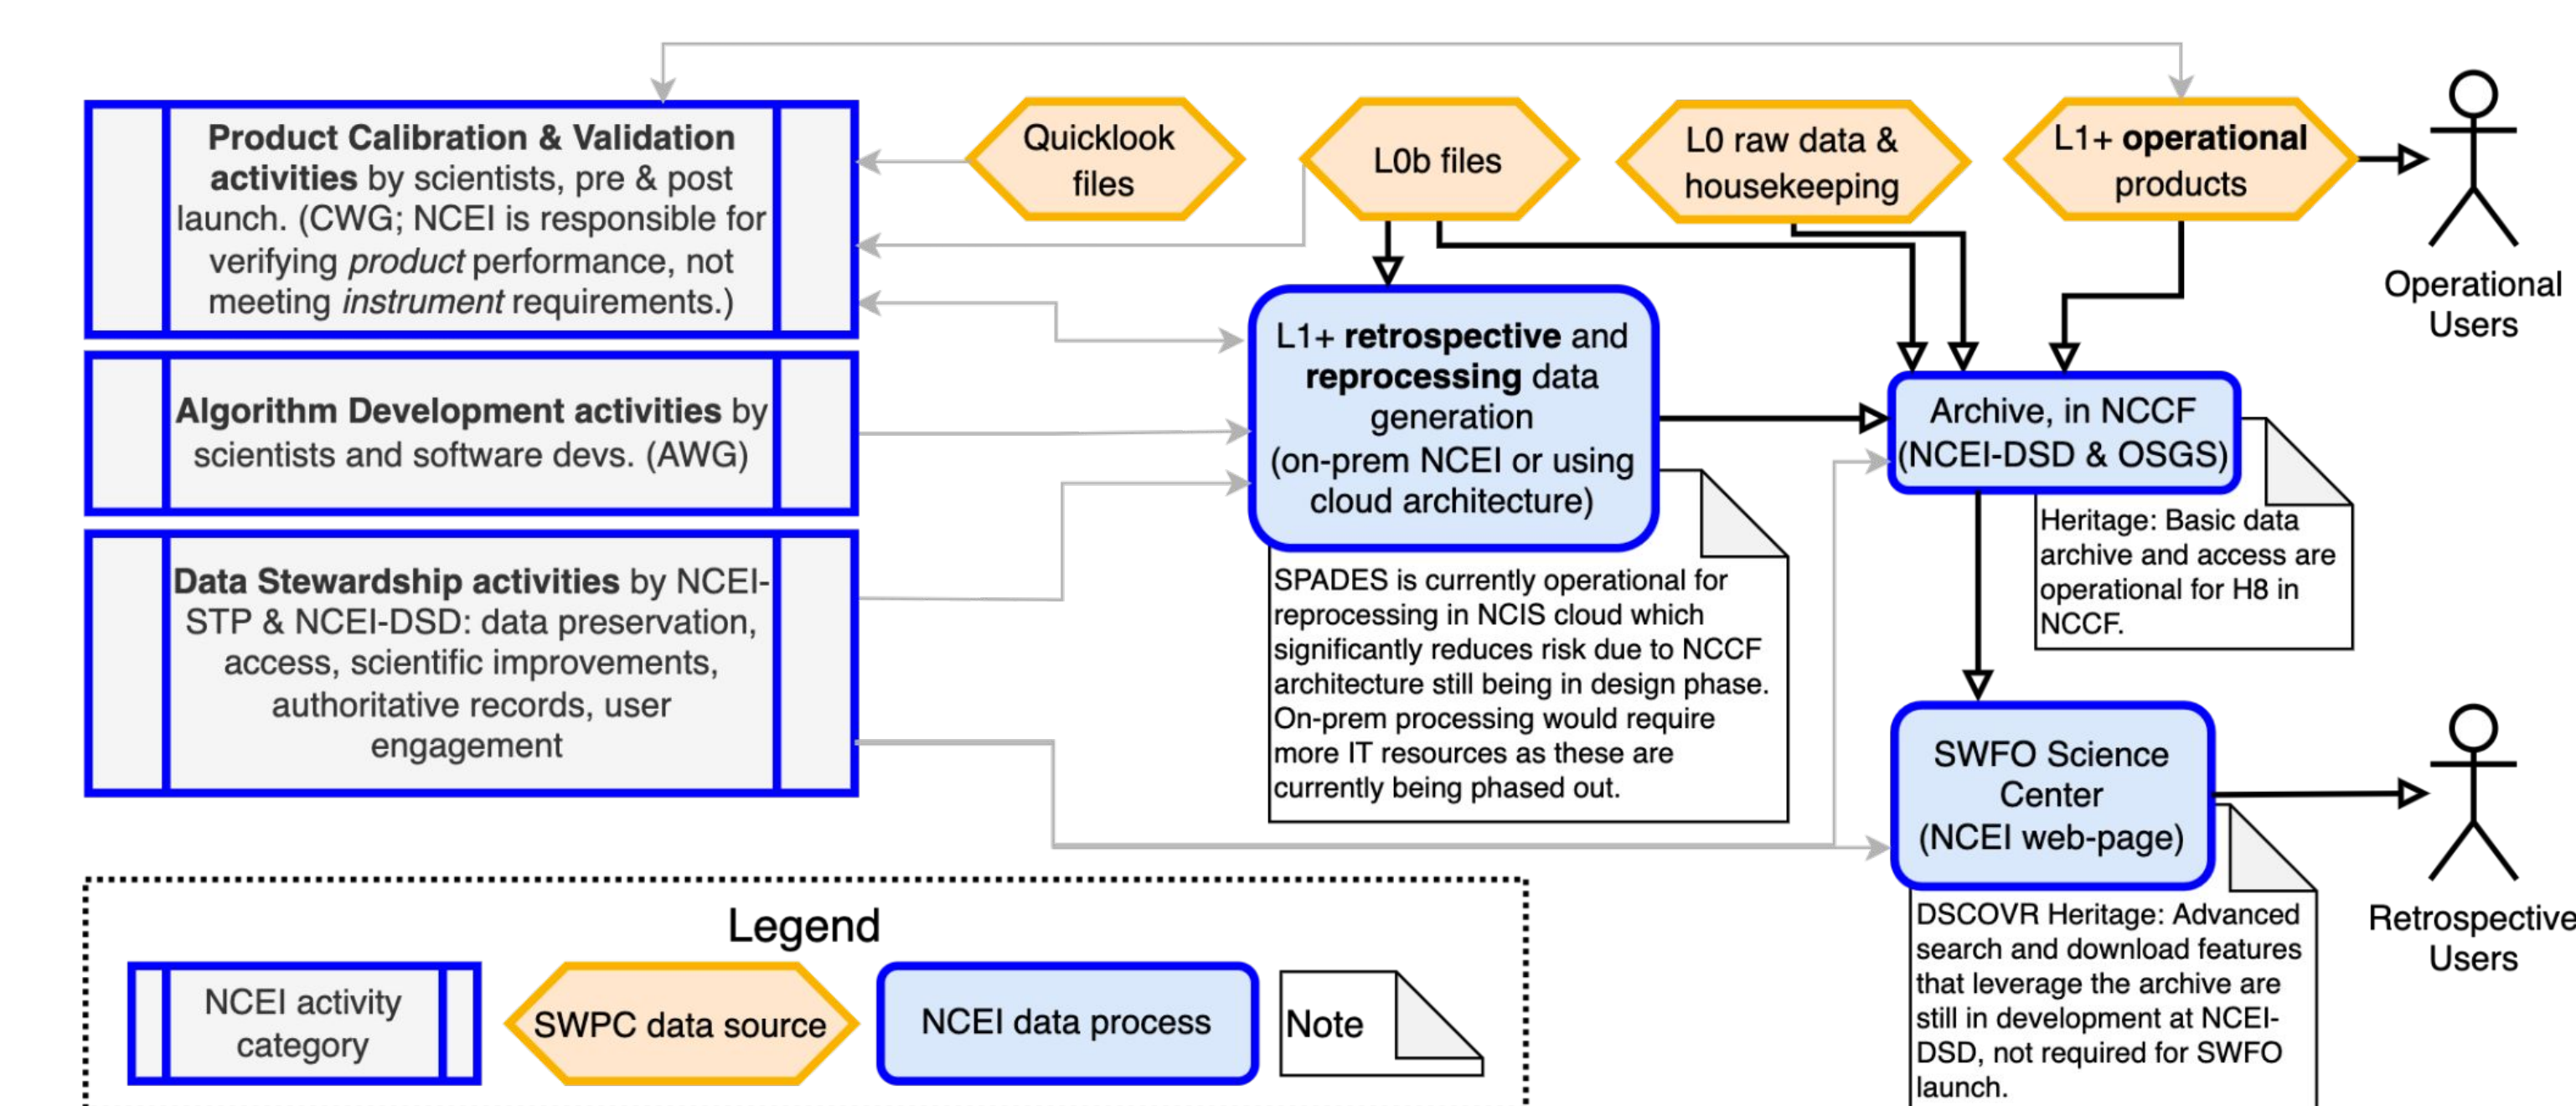 Product Calibration & Validation
activities by scientists, pre & post
launch. (CWG; NCEI is responsible for
verifying product performance, not
meeting instrument requirements.)
Quicklook
files
L0b files
L0 raw data &
housekeeping
L1+ operational
products
Operational
Users
L1+ retrospective and
reprocessing data
generation
(on-prem NCEI or using
cloud architecture)
Algorithm Development activities by
scientists and software devs. (AWG)
Archive, in NCCF
(NCEI-DSD & OSGS)
Heritage: Basic data
archive and access are
operational for H8 in
NCCF.
Data Stewardship activities by NCEI-
STP & NCEI-DSD: data preservation,
access, scientific improvements,
authoritative records, user
engagement
SPADES is currently operational for
reprocessing in NCIS cloud which
significantly reduces risk due to NCCF
architecture still being in design phase.
On-prem processing would require
more IT resources as these are
currently being phased out.
SWFO Science
Center
(NCEI web-page)
Retrospective
Users
DSCOVR Heritage: Advanced
search and download features
that leverage the archive are
still in development at NCEI-
DSD, not required for SWFO
launch.
Legend
NCEI activity
category
SWPC data source
NCEI data process
Note